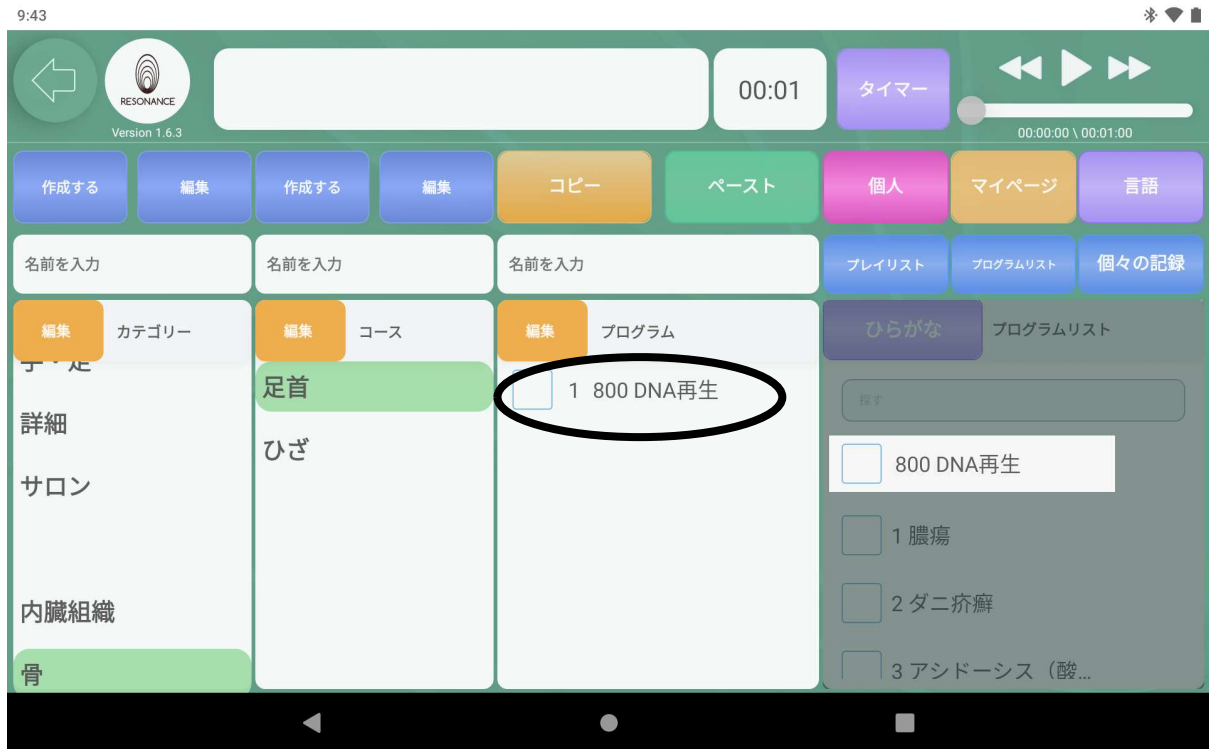 9:43
RESONANCE
Version 1.6.3
00:01
タイマー
00:00:00 \ 00:01:00
作成する
編集
作成する
編集
コピー
ペースト
個人
マイページ
言語
名前を入力
名前を入力
名前を入力
プレイリスト
プログラムリスト
個々の記録
編集
カテゴリー
編集
コース
編集
プログラム
ひらがな
プログラムリスト
詳細
サロン
内臓組織
骨
足首
ひざ
1 800 DNA再生
探す
800 DNA再生
1 膿瘍
2 ダニ疥癬
3 アシドーシス（酸...